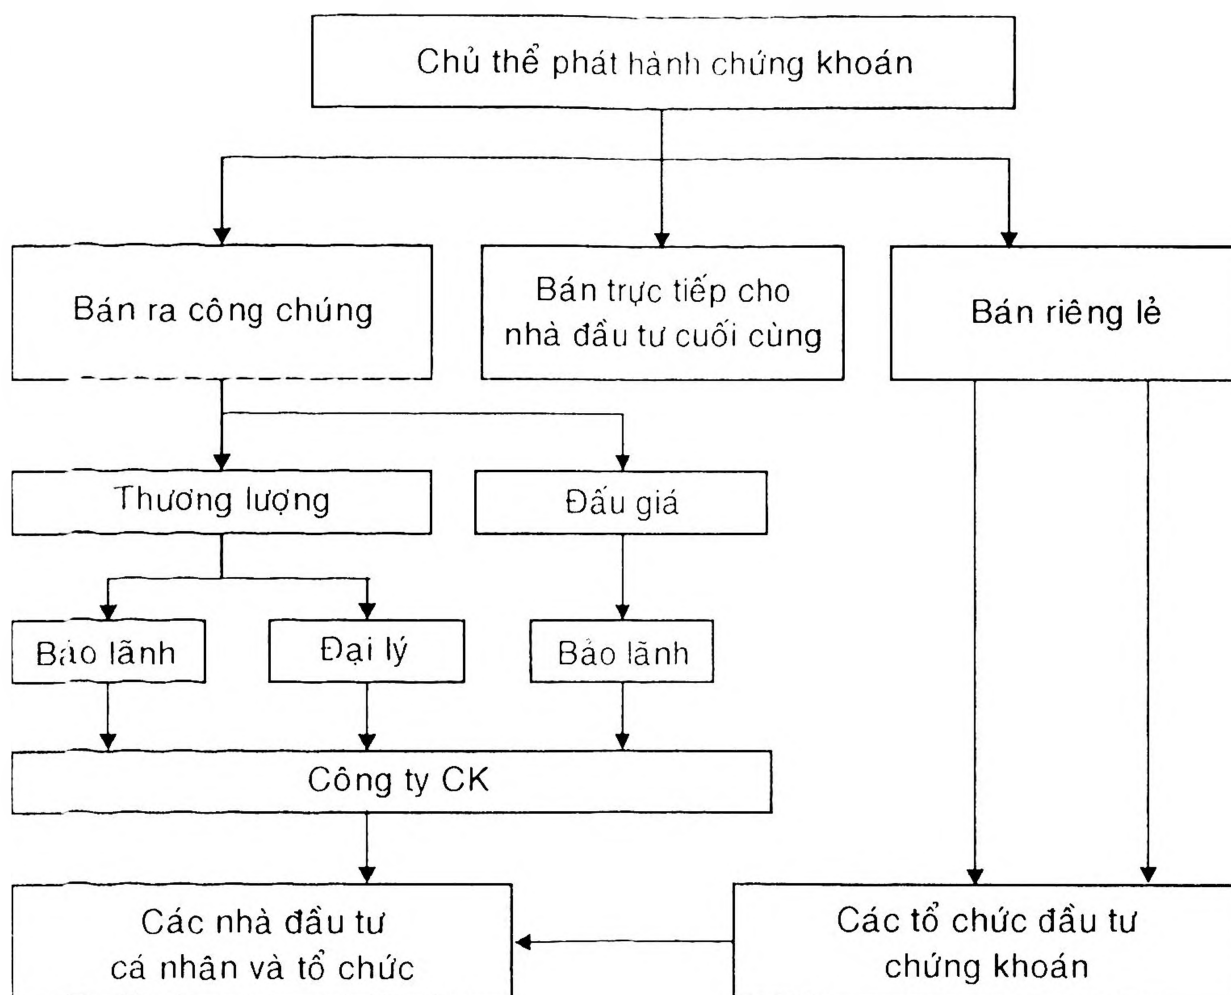 Chủ thể phát hành chứng khoán
Bán ra công chúng
Bán trực tiếp cho
nhà đầu tư cuối cùng
Bán riêng lẻ
Thương lượng
Đấu giá
Bảo lãnh
Đại lý
Bảo lãnh
Công ty CK
Các nhà đầu tư
cá nhân và tổ chức
Các tổ chức đầu tư
chứng khoán